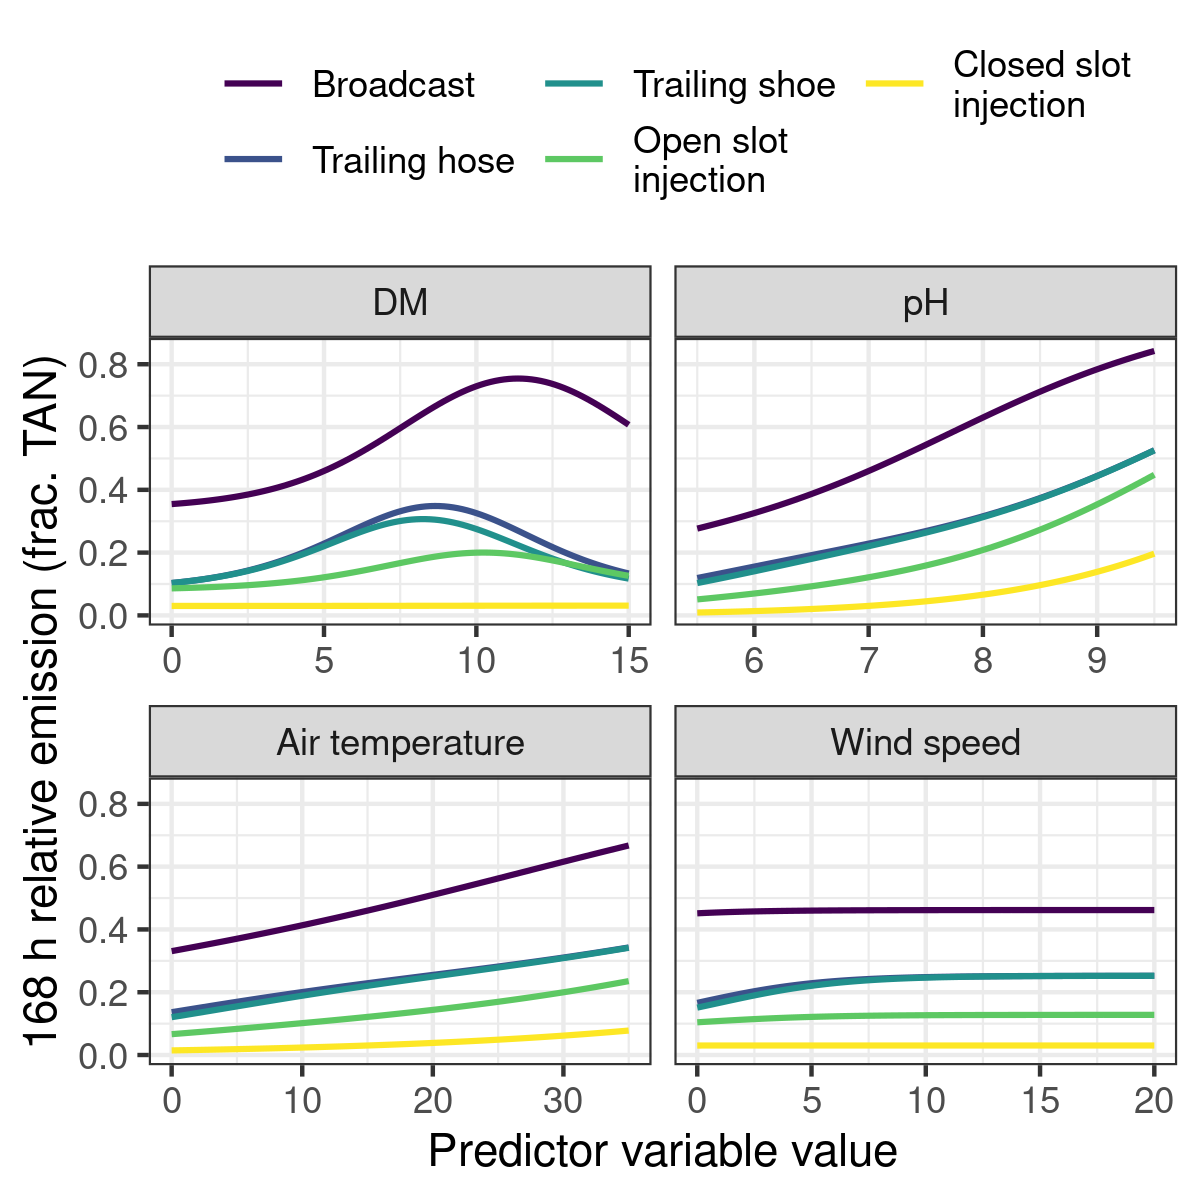 Broadcast
Trailing hose
Trailing shoe
Open slot
injection
Closed slot
injection
168 h relative emission (frac. TAN)
DM
0.8
0.6
0.4
0.2
0.0
0 5 10 15
pH
6 7 8 9
Air temperature
0.8
0.6
0.4
0.2
0.0
0 10 20 30
Wind speed
0 5 10 15 20
Predictor variable value